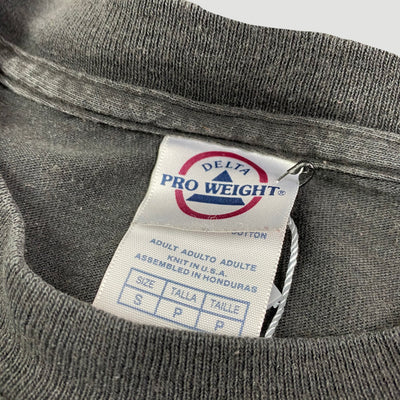 DELTA
PRO WEIGHT®
COTTON
ADULT ADULTO ADULTE
KNIT IN U.S.A.
ASSEMBLED IN HONDURAS
SIZE TALLA TAILLE
S P P